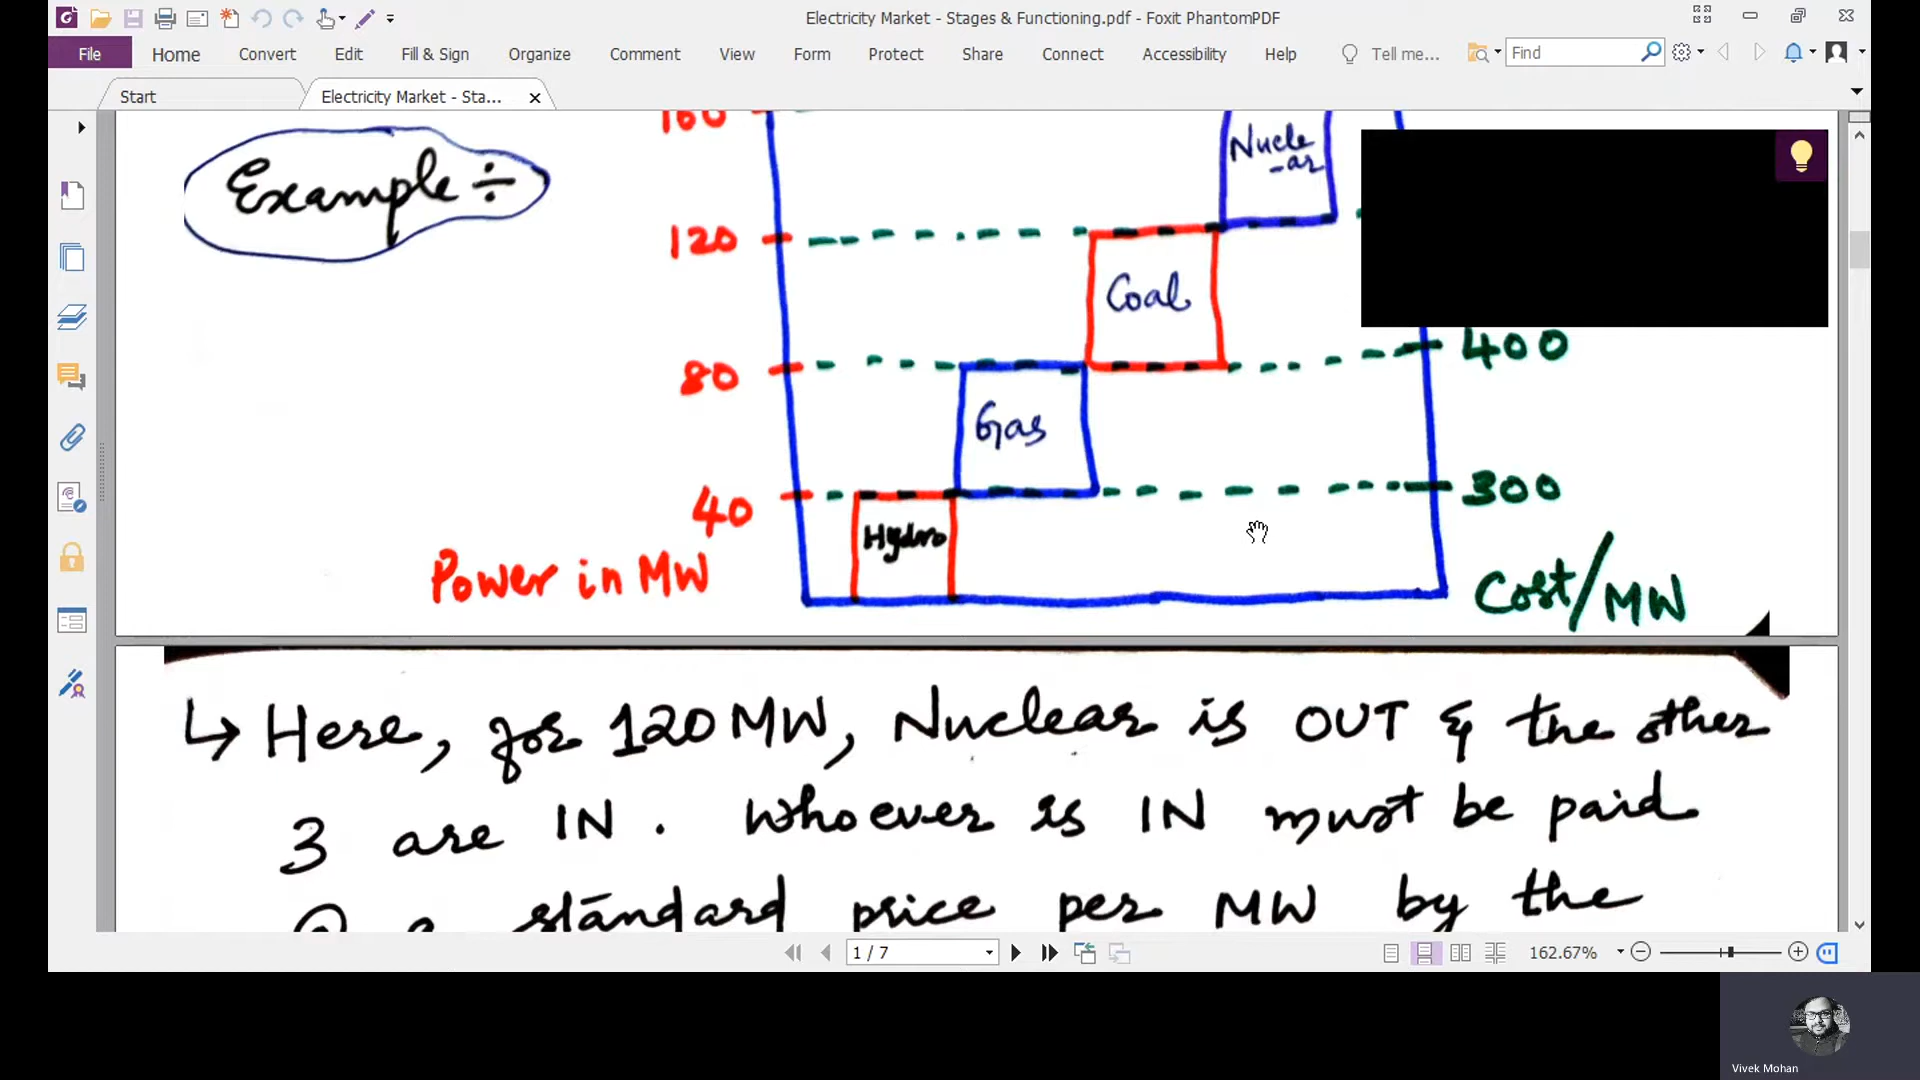 Electricity Market - Stages & Functioning.pdf - Foxit PhantomPDF
File Home Convert Edit Fill & Sign Organize Comment View Form Protect Share Connect Accessibility Help Tell me... Find
Start Electricity Market - Sta...
160
Nucle
-ar
Example ÷
120
Coal
400
80
Gas
40
300
Hydro
Power in MW
Cost/MW
↳ Here, for 120MW, Nuclear is OUT & the other
3 are IN. Whoever is IN must be paid
@ a standard price per MW by the
1 / 7
162.67%
Vivek Mohan